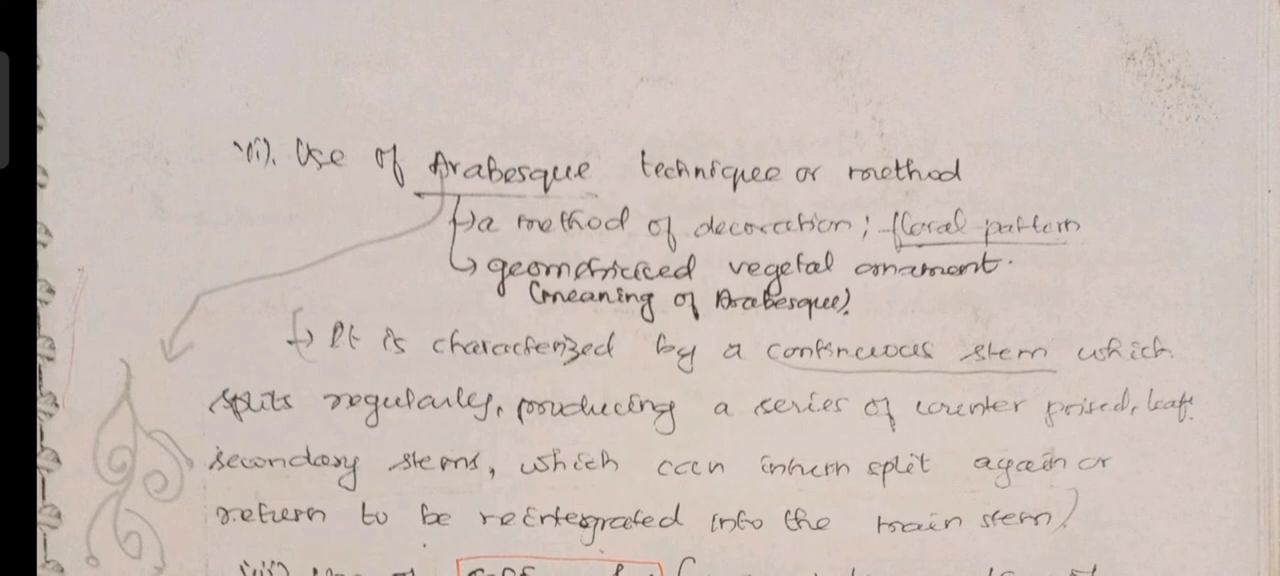 vii). Use of Arabesque technique or method
↳ a method of decoration; floral pattern
↳ geometricized vegetal ornament.
(meaning of Arabesque).
↳ It is characterized by a continuous stem which
splits regularly, producing a series of counter poised, leafy
secondary stems, which can inturn split again or
return to be reintegrated into the main stem)